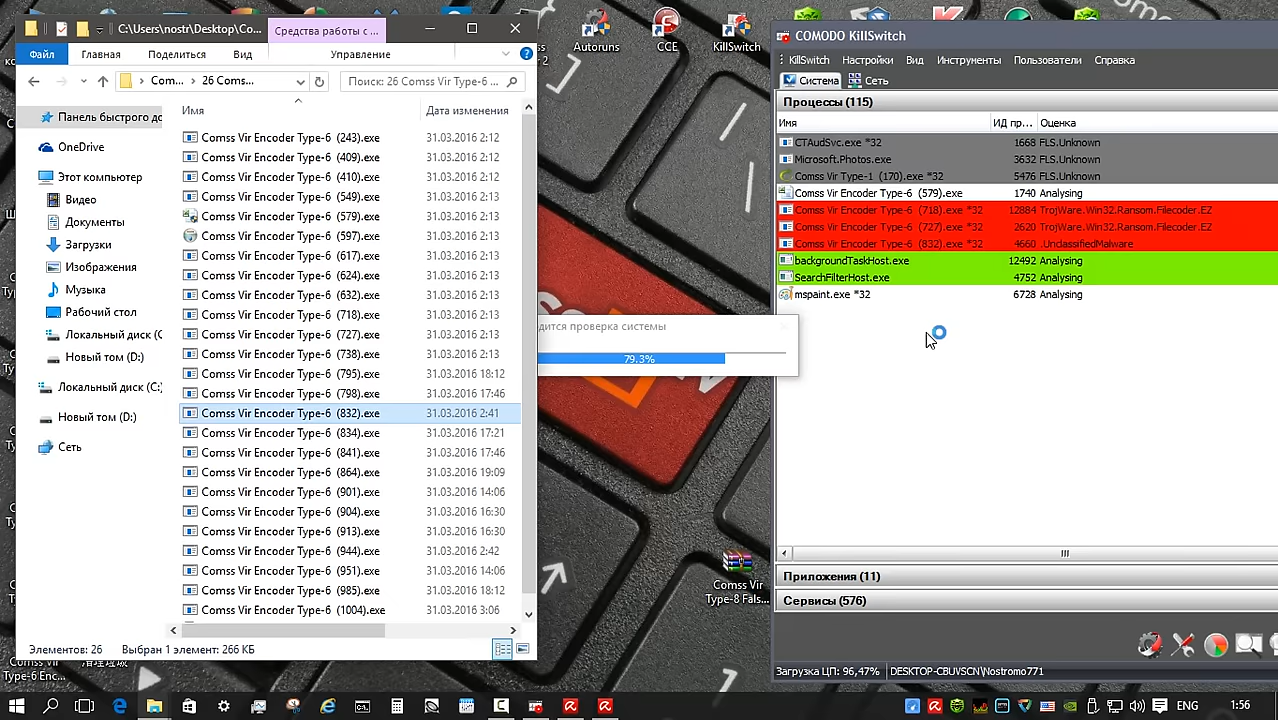 C:\Users\nostr\Desktop\Co...
Средства работы с ...
Файл
Главная
Поделиться
Вид
Управление
Com...
26 Coms...
Поиск: 26 Comss Vir Type-6 ...
Имя
Дата изменения
Панель быстрого до
OneDrive
Этот компьютер
Видео
Документы
Загрузки
Изображения
Музыка
Рабочий стол
Локальный диск (C
Новый том (D:)
Локальный диск (C:)
Новый том (D:)
Сеть
Comss Vir Encoder Type-6 (243).exe 31.03.2016 2:12
Comss Vir Encoder Type-6 (409).exe 31.03.2016 2:12
Comss Vir Encoder Type-6 (410).exe 31.03.2016 2:12
Comss Vir Encoder Type-6 (549).exe 31.03.2016 2:13
Comss Vir Encoder Type-6 (579).exe 31.03.2016 2:13
Comss Vir Encoder Type-6 (597).exe 31.03.2016 2:13
Comss Vir Encoder Type-6 (617).exe 31.03.2016 2:13
Comss Vir Encoder Type-6 (624).exe 31.03.2016 2:13
Comss Vir Encoder Type-6 (632).exe 31.03.2016 2:13
Comss Vir Encoder Type-6 (718).exe 31.03.2016 2:13
Comss Vir Encoder Type-6 (727).exe 31.03.2016 2:13
Comss Vir Encoder Type-6 (738).exe 31.03.2016 2:13
Comss Vir Encoder Type-6 (795).exe 31.03.2016 18:12
Comss Vir Encoder Type-6 (798).exe 31.03.2016 17:46
Comss Vir Encoder Type-6 (832).exe 31.03.2016 2:41
Comss Vir Encoder Type-6 (834).exe 31.03.2016 17:21
Comss Vir Encoder Type-6 (841).exe 31.03.2016 17:46
Comss Vir Encoder Type-6 (864).exe 31.03.2016 19:09
Comss Vir Encoder Type-6 (901).exe 31.03.2016 14:06
Comss Vir Encoder Type-6 (904).exe 31.03.2016 16:30
Comss Vir Encoder Type-6 (913).exe 31.03.2016 16:30
Comss Vir Encoder Type-6 (944).exe 31.03.2016 2:42
Comss Vir Encoder Type-6 (951).exe 31.03.2016 14:06
Comss Vir Encoder Type-6 (985).exe 31.03.2016 18:12
Comss Vir Encoder Type-6 (1004).exe 31.03.2016 3:06
Элементов: 26 Выбран 1 элемент: 266 КБ
Autoruns
CCE
KillSwitch
дится проверка системы
79.3%
Comss Vir
Type-8 Fals...
Type-6 Enc...
COMODO KillSwitch
KillSwitch Настройки Вид Инструменты Пользователи Справка
Система Сеть
Процессы (115)
Имя ИД пр... Оценка
CTAudSvc.exe *32 1668 FLS.Unknown
Microsoft.Photos.exe 3632 FLS.Unknown
Comss Vir Type-1 (170).exe *32 5476 FLS.Unknown
Comss Vir Encoder Type-6 (579).exe 1740 Analysing
Comss Vir Encoder Type-6 (718).exe *32 12884 TrojWare.Win32.Ransom.Filecoder.EZ
Comss Vir Encoder Type-6 (727).exe *32 2620 TrojWare.Win32.Ransom.Filecoder.EZ
Comss Vir Encoder Type-6 (832).exe *32 4660 .UnclassifiedMalware
backgroundTaskHost.exe 12492 Analysing
SearchFilterHost.exe 4752 Analysing
mspaint.exe *32 6728 Analysing
Приложения (11)
Сервисы (576)
Загрузка ЦП: 96,47%
DESKTOP-CBUVSCN\Nostromo771
ENG
1:56